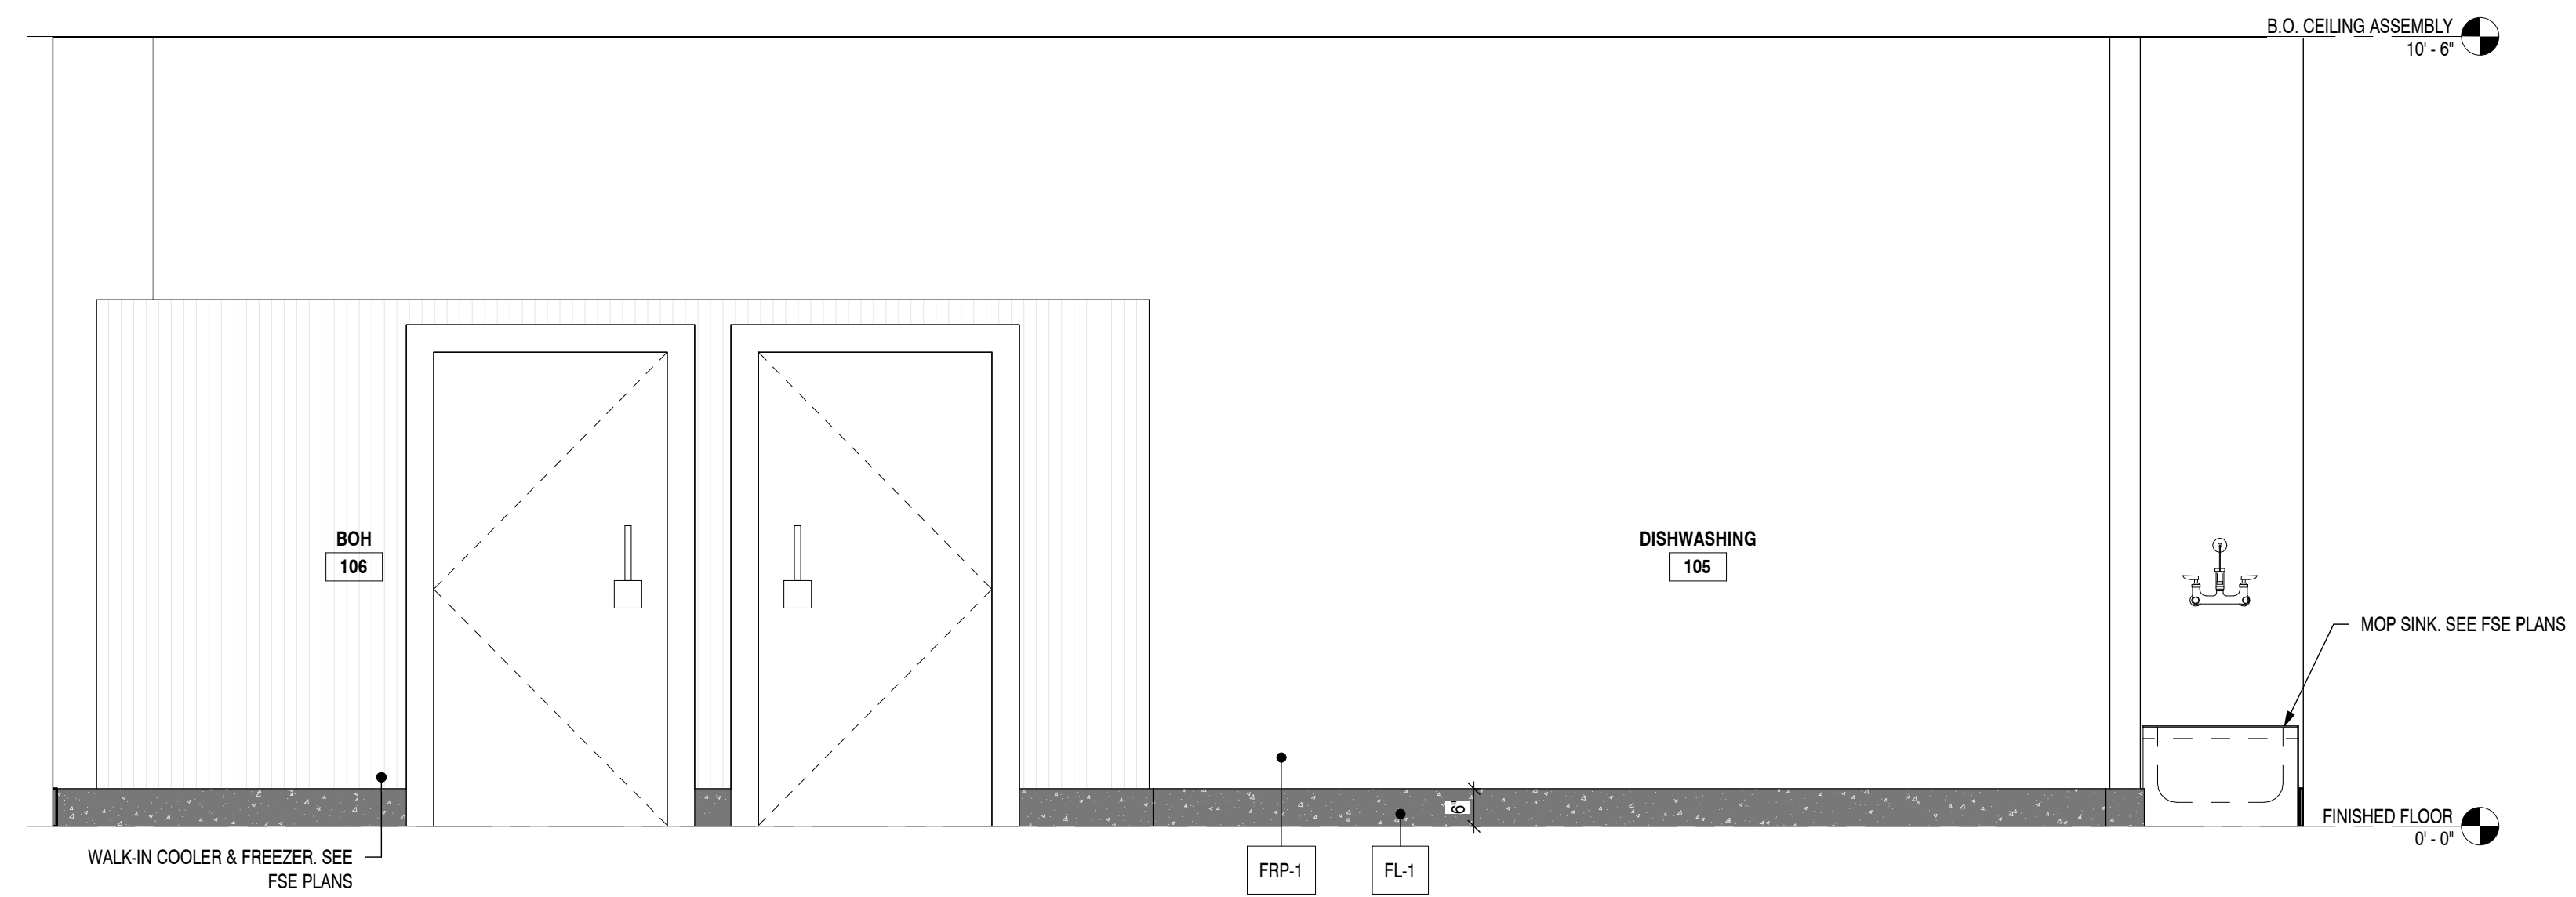 B.O. CEILING ASSEMBLY
10' - 6"
BOH
106
DISHWASHING
105
MOP SINK. SEE FSE PLANS
6"
FINISHED FLOOR
0' - 0"
WALK-IN COOLER & FREEZER. SEE
FSE PLANS
FRP-1
FL-1